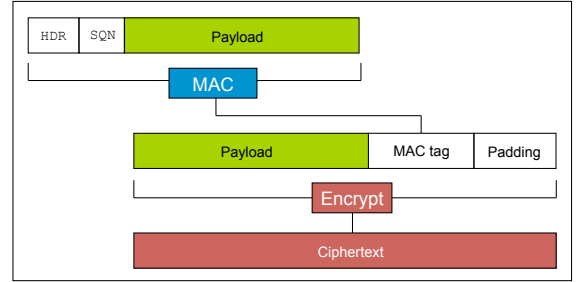 HDR SQN Payload
MAC
Payload MAC tag Padding
Encrypt
Ciphertext